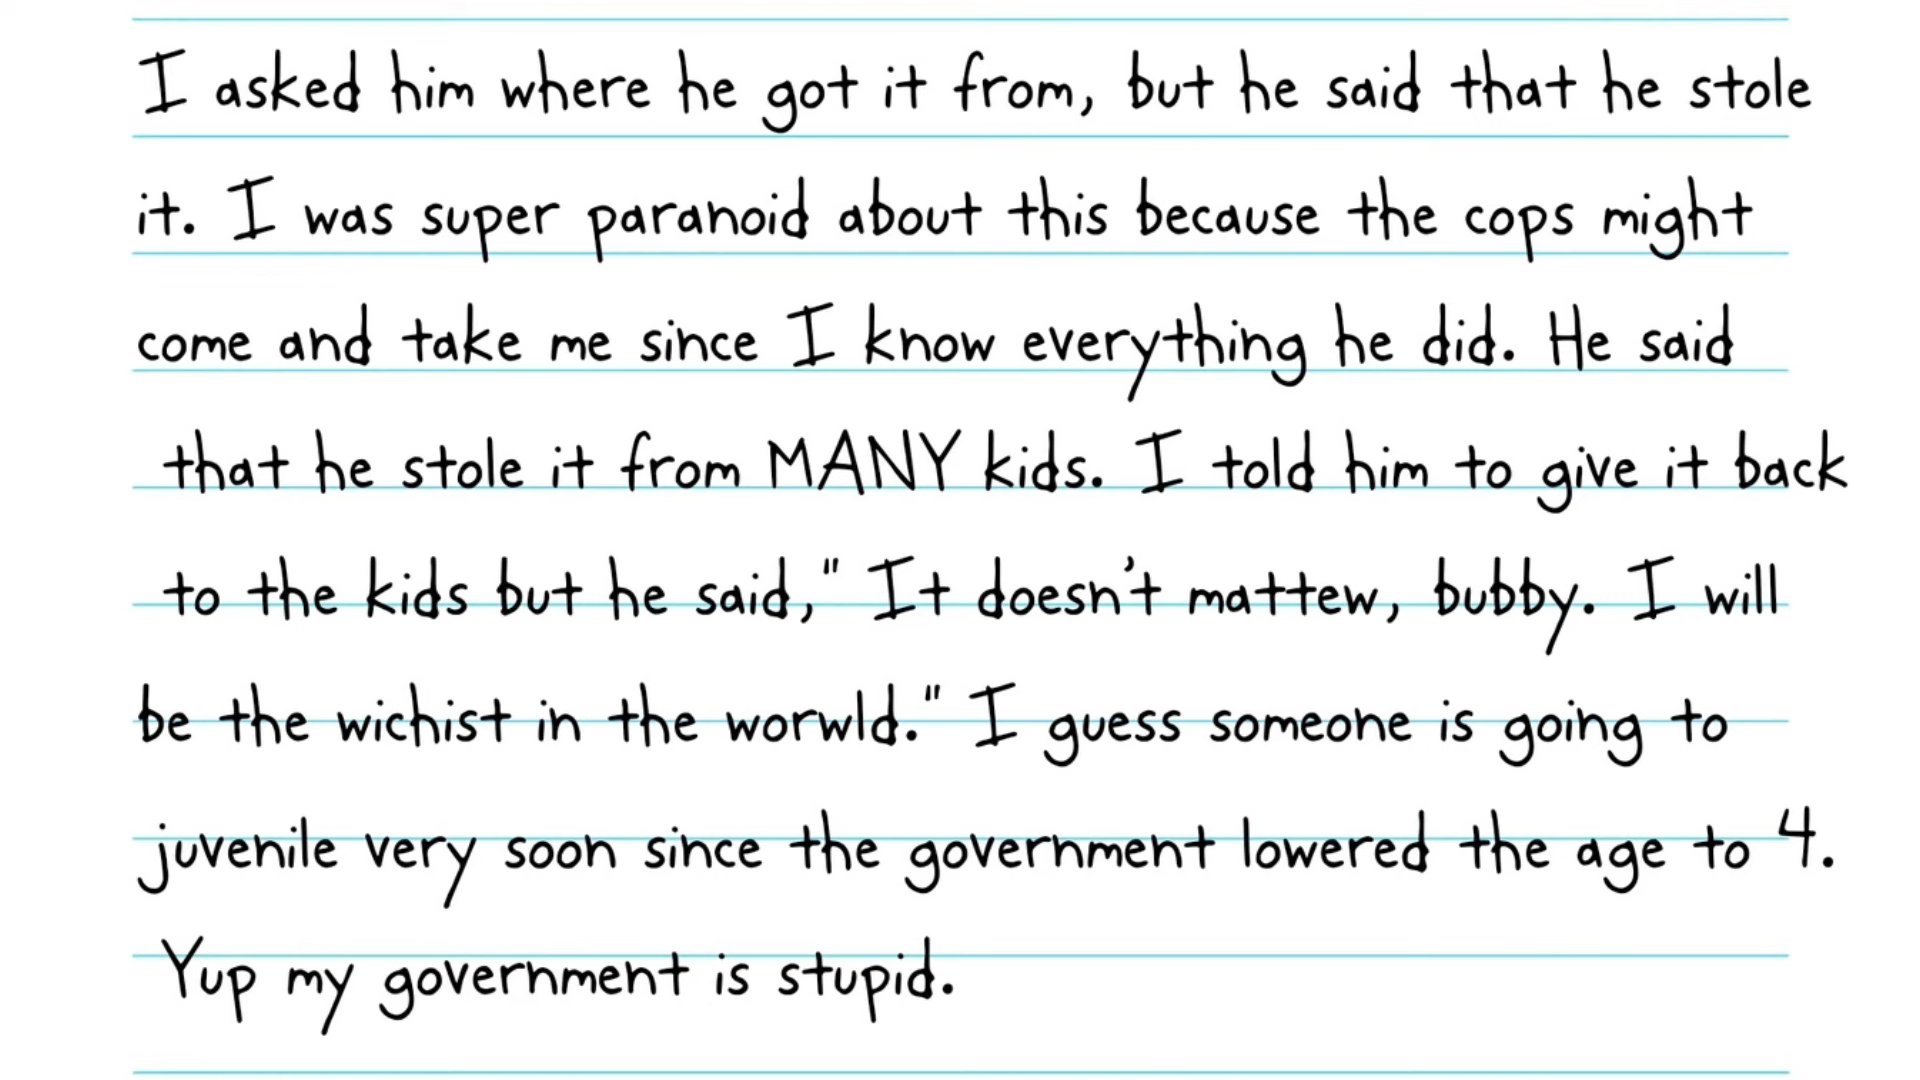 I asked him where he got it from, but he said that he stole
it. I was super paranoid about this because the cops might
come and take me since I know everything he did. He said
that he stole it from MANY kids. I told him to give it back
to the kids but he said," It doesn't mattew, bubby. I will
be the wichist in the worwld." I guess someone is going to
juvenile very soon since the government lowered the age to 4.
Yup my government is stupid.